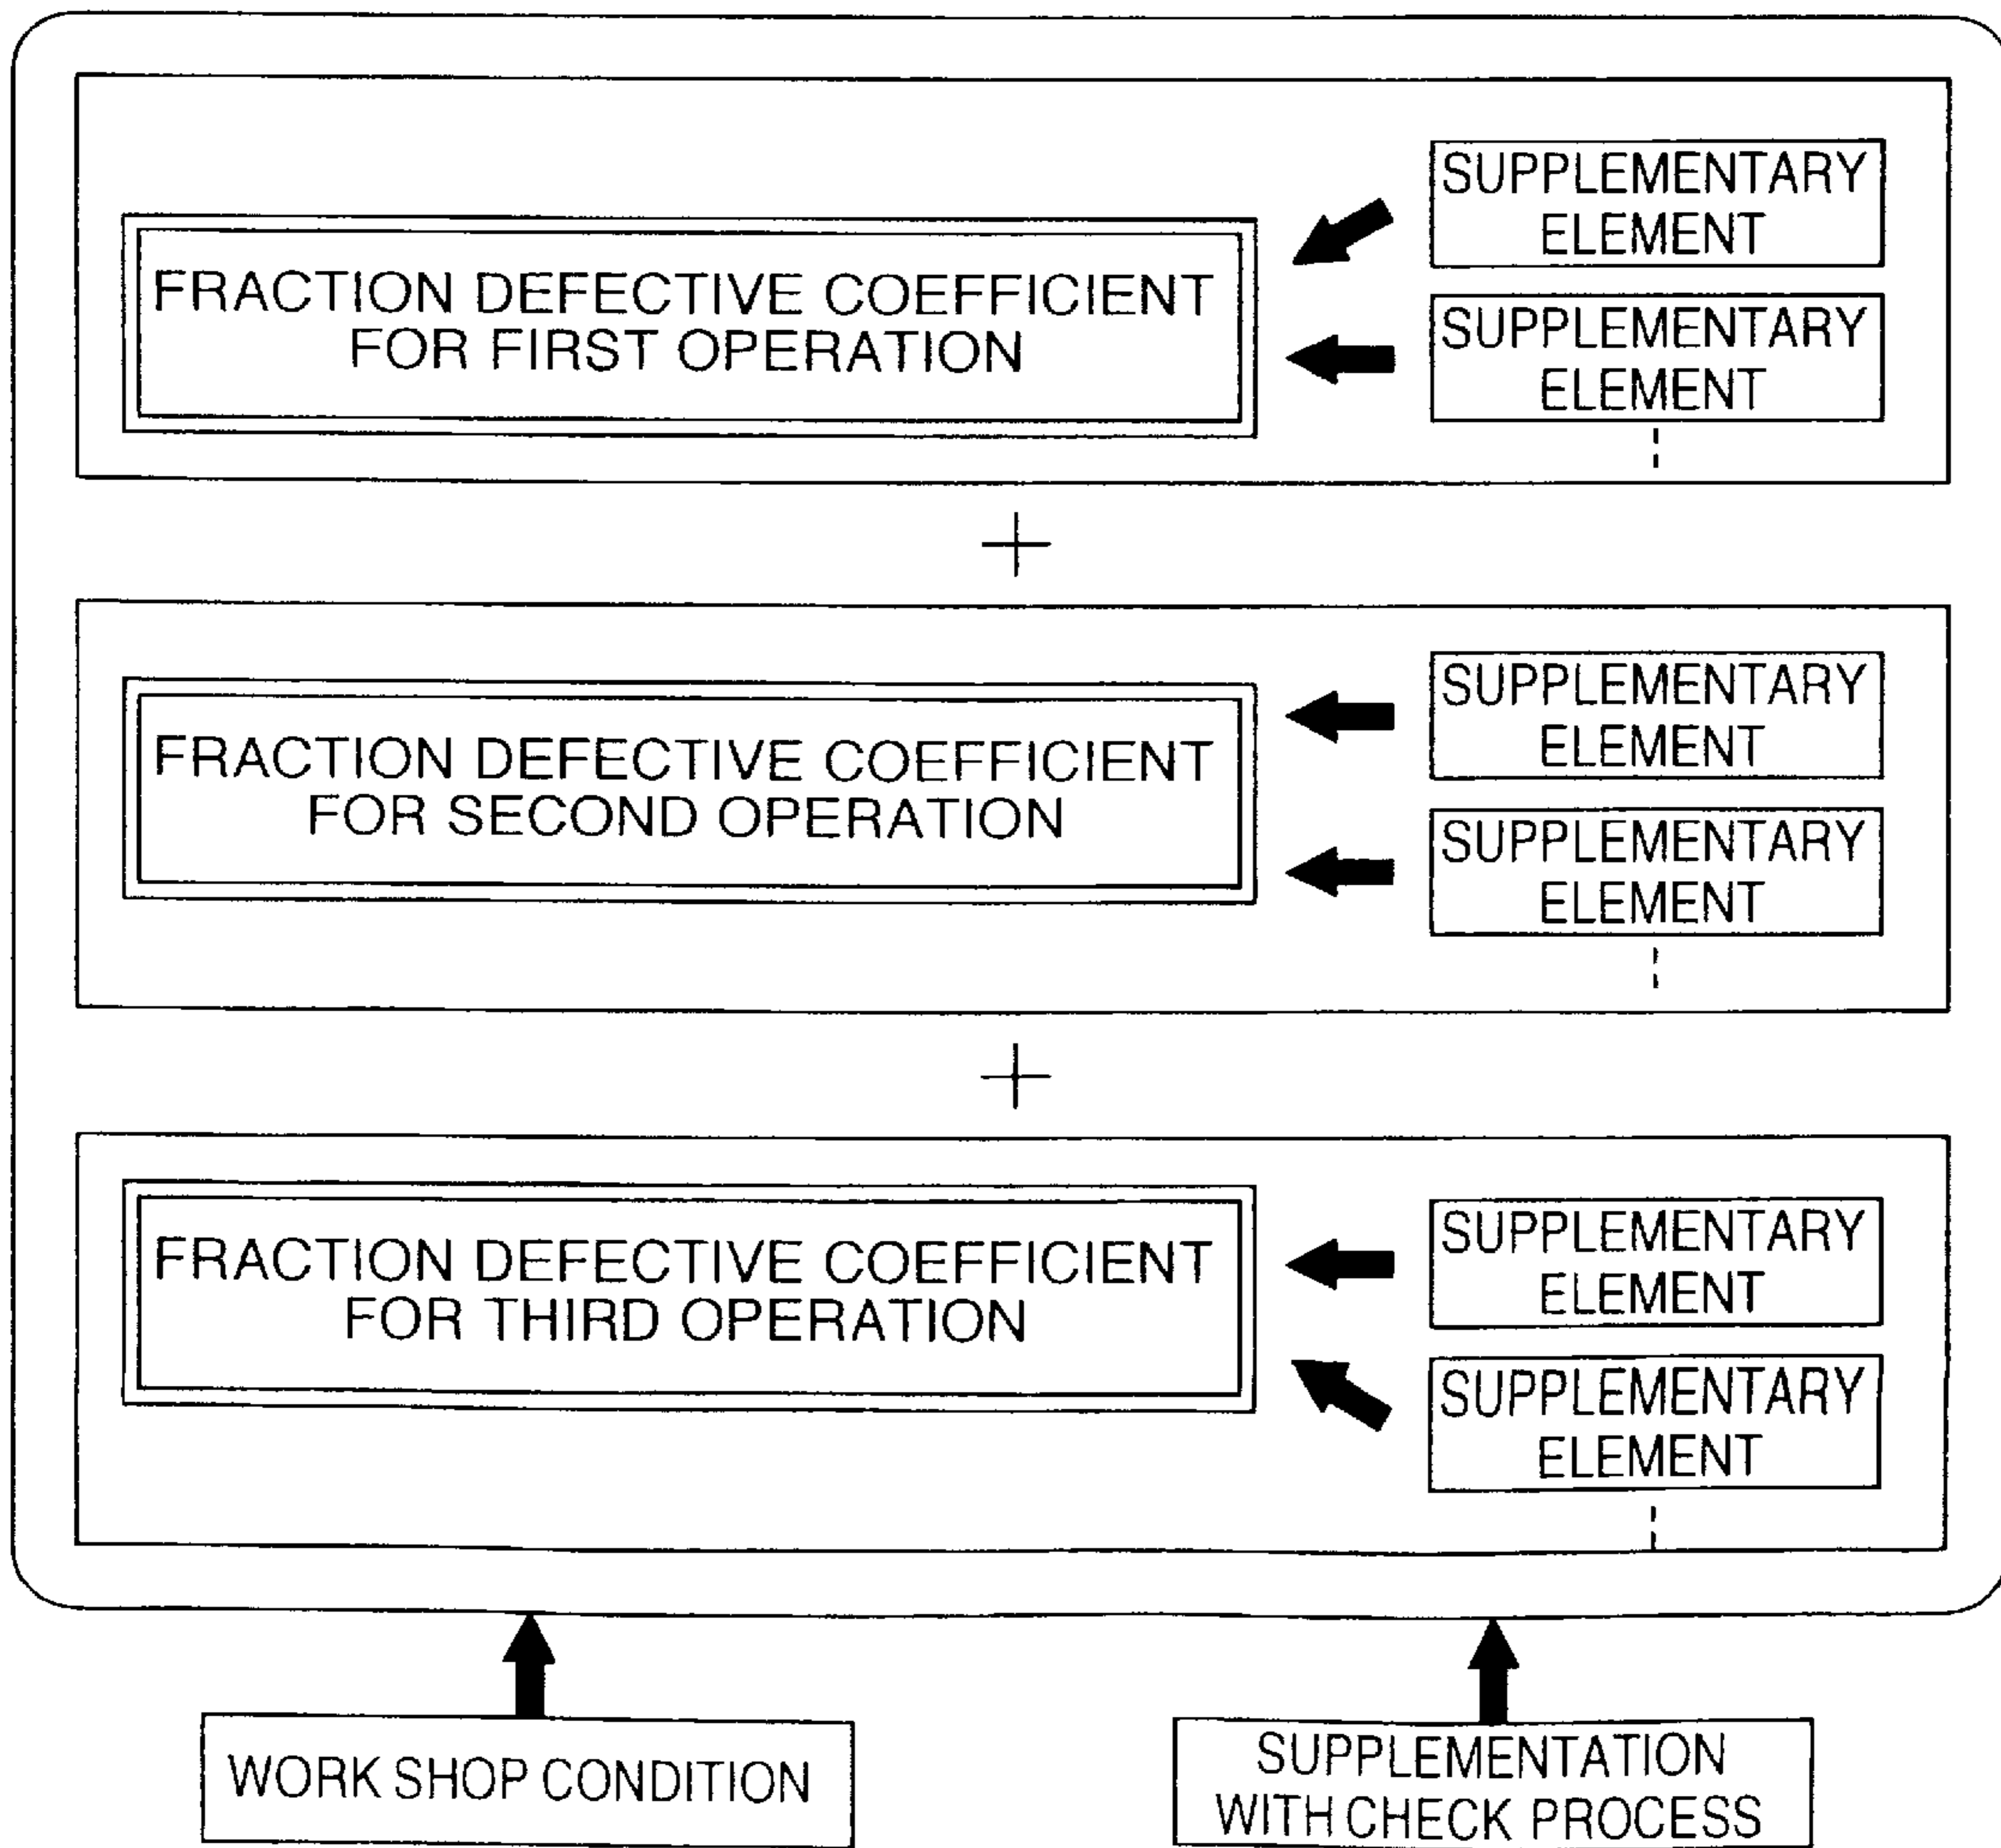 SUPPLEMENTARY
ELEMENT
FRACTION DEFECTIVE COEFFICIENT
FOR FIRST OPERATION
SUPPLEMENTARY
ELEMENT
+
SUPPLEMENTARY
ELEMENT
FRACTION DEFECTIVE COEFFICIENT
FOR SECOND OPERATION
SUPPLEMENTARY
ELEMENT
+
SUPPLEMENTARY
ELEMENT
FRACTION DEFECTIVE COEFFICIENT
FOR THIRD OPERATION
SUPPLEMENTARY
ELEMENT
WORK SHOP CONDITION
SUPPLEMENTATION
WITH CHECK PROCESS